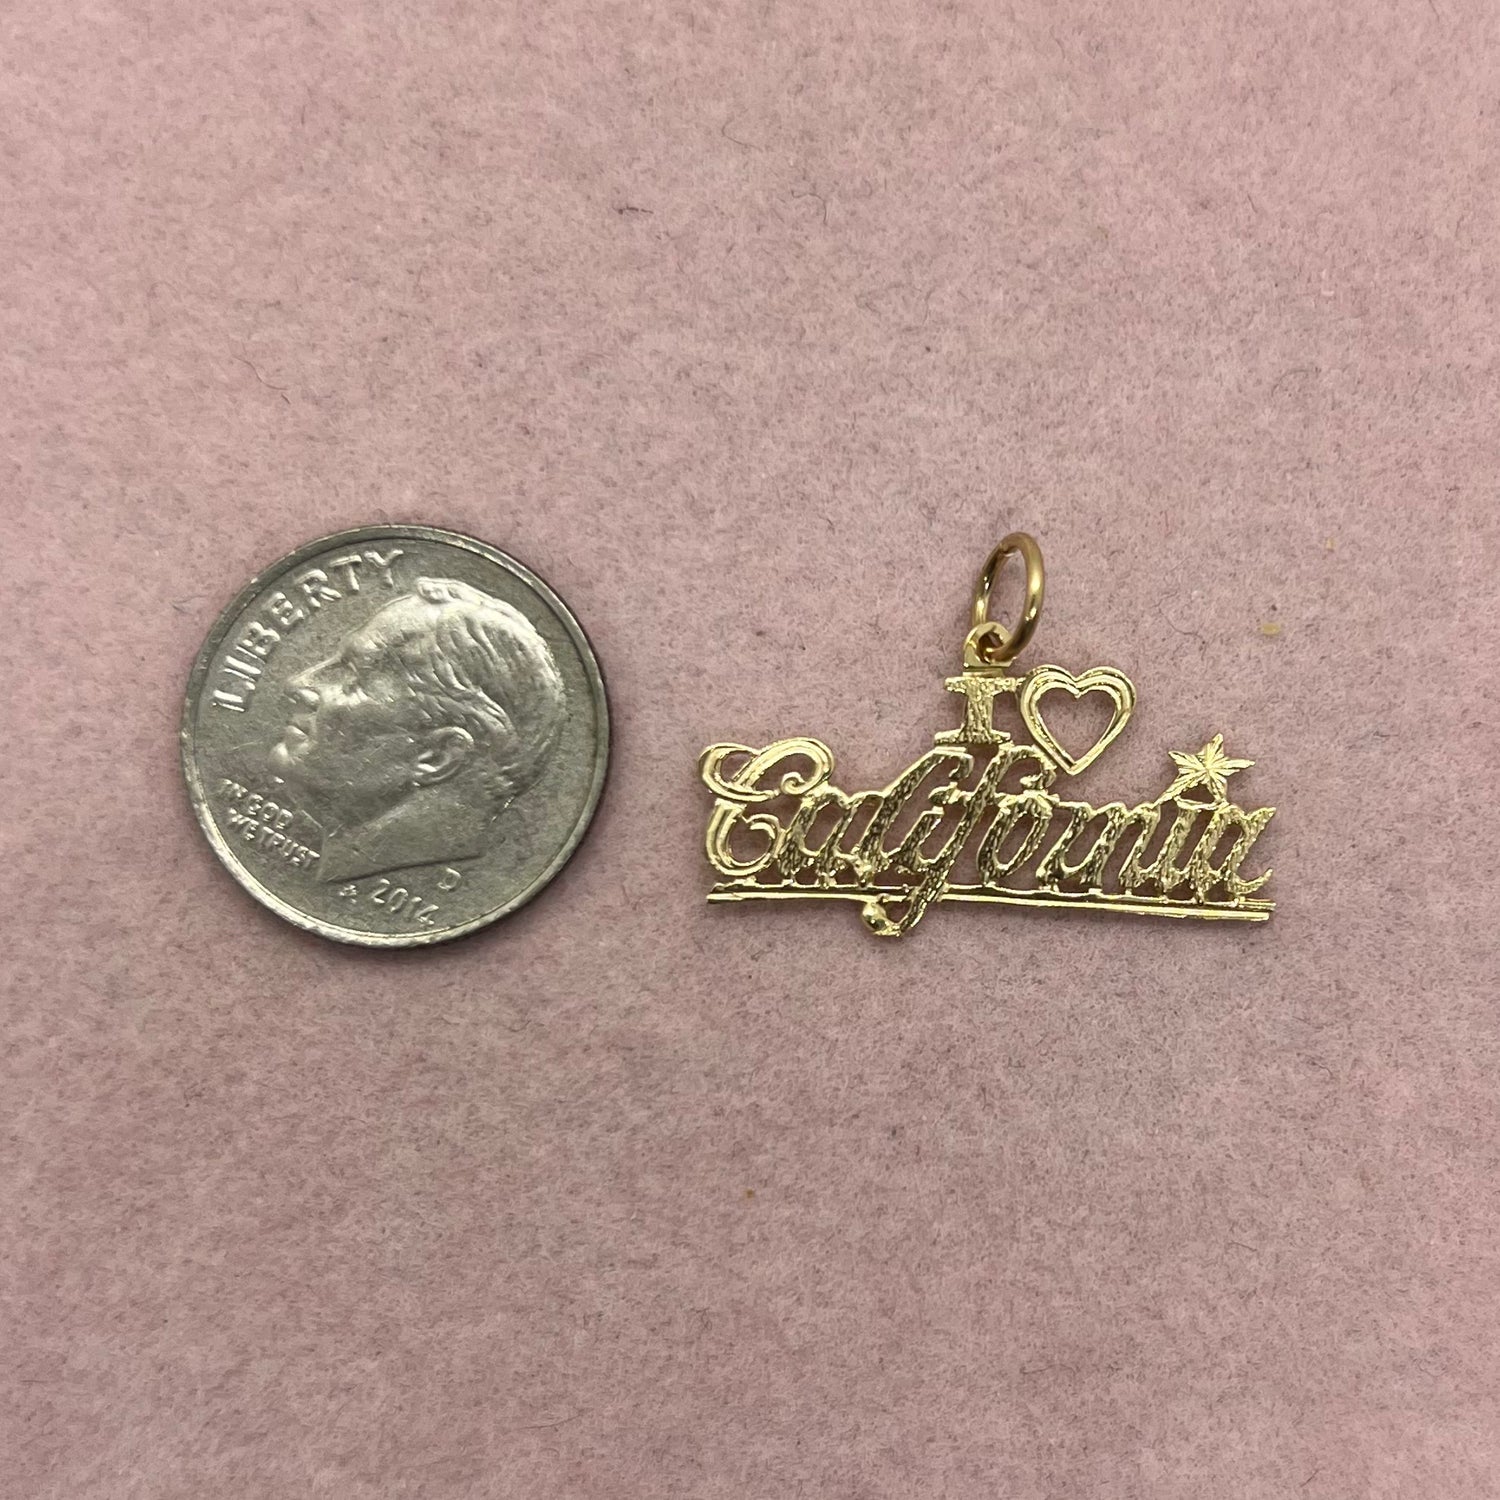 LIBERTY
IN GOD
WE TRUST
D
2014
I ♡
California